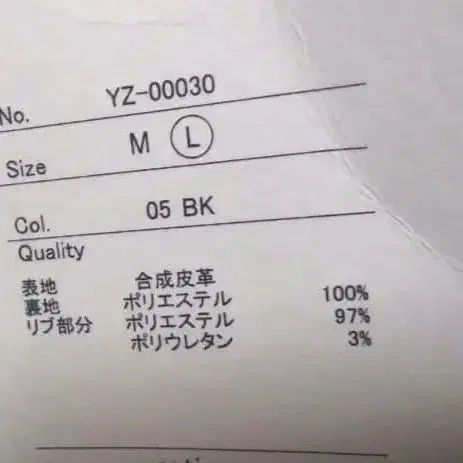 No. YZ-00030
Size M L
Col. 05 BK
Quality
表地 合成皮革
裏地 ポリエステル 100%
リブ部分 ポリエステル 97%
ポリウレタン 3%